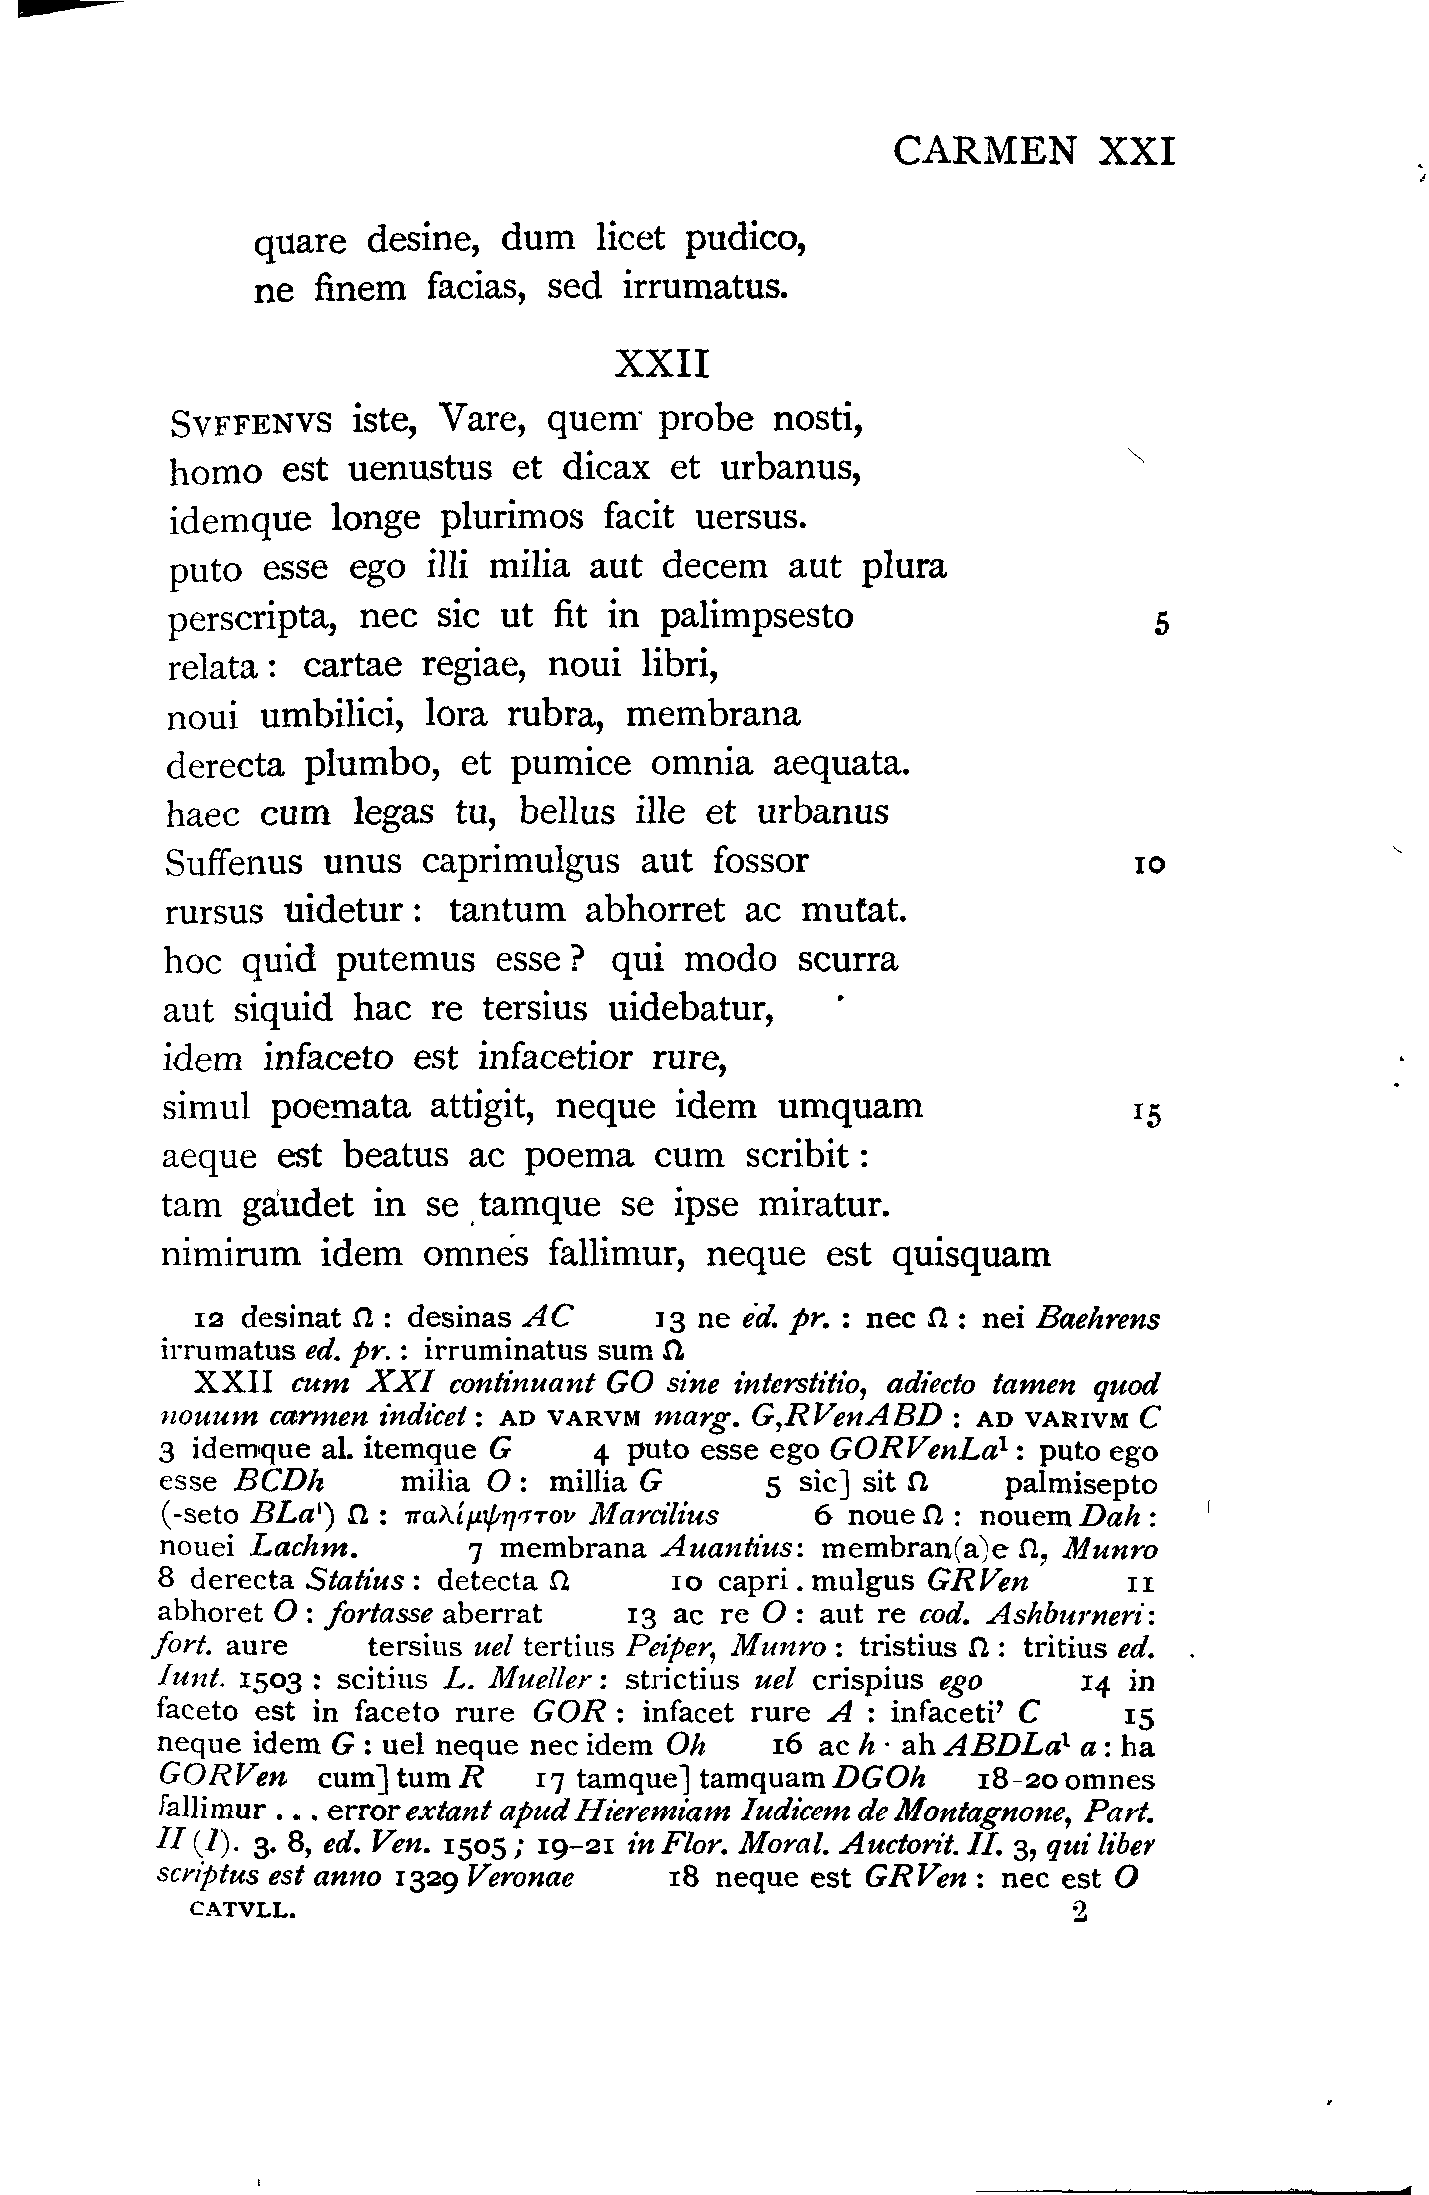 CARMEN XXI
quare desine, dum licet pudico,
ne finem facias, sed irrumatus.
XXII
SVFFENVS iste, Vare, quem probe nosti,
homo est uenustus et dicax et urbanus,
idemque longe plurimos facit uersus.
puto esse ego illi milia aut decem aut plura
perscripta, nec sic ut fit in palimpsesto 5
relata : cartae regiae, noui libri,
noui umbilici, lora rubra, membrana
derecta plumbo, et pumice omnia aequata.
haec cum legas tu, bellus ille et urbanus
Suffenus unus caprimulgus aut fossor 10
rursus uidetur : tantum abhorret ac mutat.
hoc quid putemus esse ? qui modo scurra
aut siquid hac re tersius uidebatur,
idem infaceto est infacetior rure,
simul poemata attigit, neque idem umquam 15
aeque est beatus ac poema cum scribit :
tam gaudet in se tamque se ipse miratur.
nimirum idem omnes fallimur, neque est quisquam
12 desinat Ω : desinas AC 13 ne ed. pr. : nec Ω : nei Baehrens
irrumatus ed. pr. : irruminatus sum Ω
XXII cum XXI continuant GO sine interstitio, adiecto tamen quod
nouum carmen indicet : AD VARVM marg. G,RVenABD : AD VARIVM C
3 idemque al. itemque G 4 puto esse ego GORVenLa¹ : puto ego
esse BCDh milia O : millia G 5 sic] sit Ω palmisepto
(-seto BLa¹) Ω : παλίμψηστον Marcilius 6 noue Ω : nouem Dah :
nouei Lachm. 7 membrana Auantius : membran(a)e Ω, Munro
8 derecta Statius : detecta Ω 10 capri . mulgus GRVen 11
abhoret O : fortasse aberrat 13 ac re O : aut re cod. Ashburneri :
fort. aure tersius uel tertius Peiper, Munro : tristius Ω : tritius ed.
Iunt. 1503 : scitius L. Mueller : strictius uel crispius ego 14 in
faceto est in faceto rure GOR : infacet rure A : infaceti’ C 15
neque idem G : uel neque nec idem Oh 16 ac h · ah ABDLa¹ a : ha
GORVen cum] tum R 17 tamque] tamquam DGOh 18-20 omnes
fallimur . . . error extant apud Hieremiam Iudicem de Montagnone, Part.
II (I). 3. 8, ed. Ven. 1505 ; 19-21 in Flor. Moral. Auctorit. II. 3, qui liber
scriptus est anno 1329 Veronae 18 neque est GRVen : nec est O
CATVLL. 2